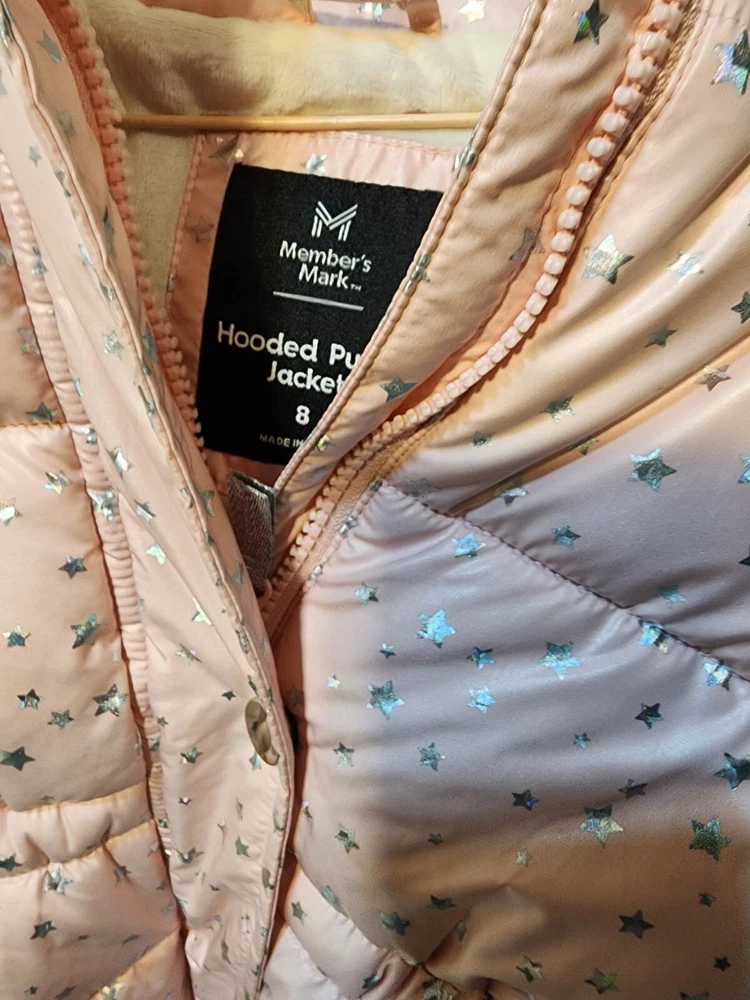 Member's
Mark™
Hooded Pu
Jacket
8
MADE IN